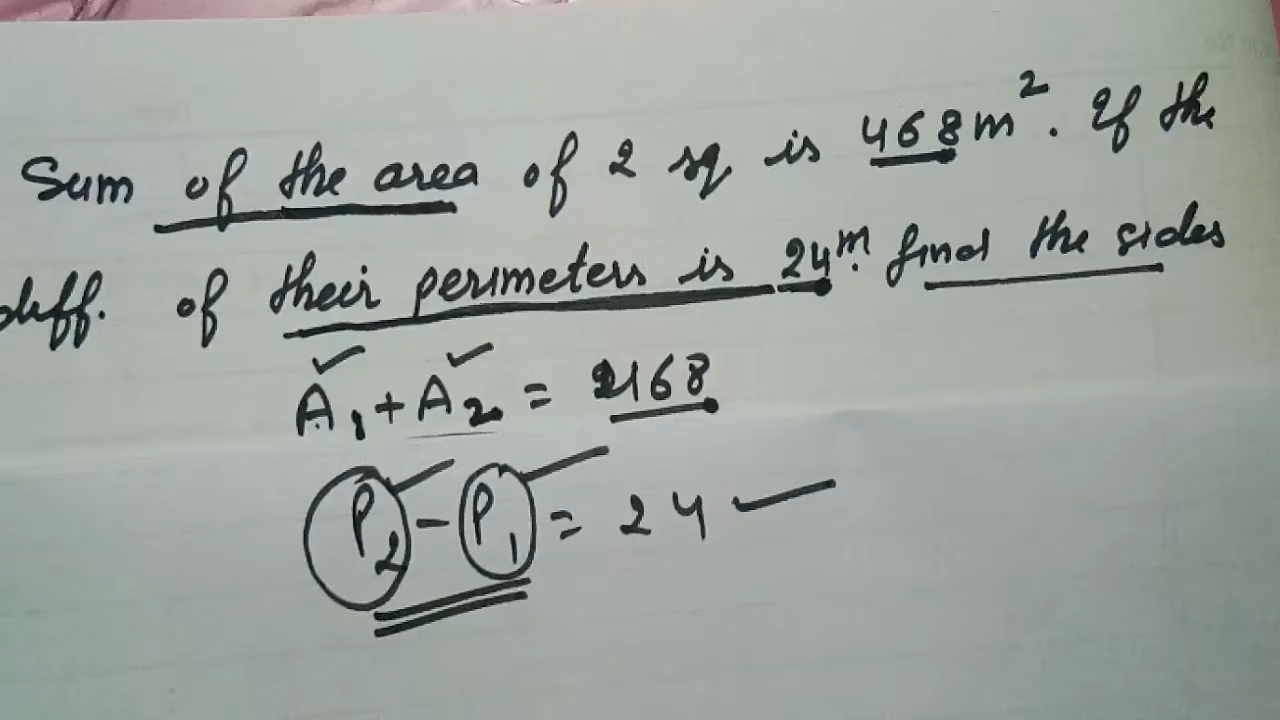 Sum of the area of 2 sq is 468m². If the
diff. of their perimeters is 24m. find the sides
A₁ + A₂ = 468
P₂ - P₁ = 24